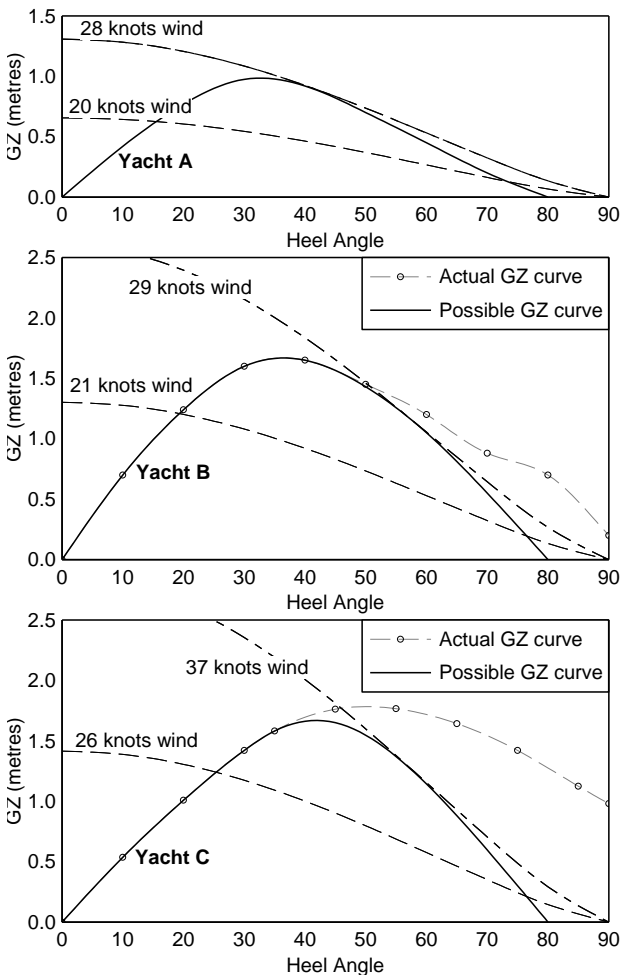 1.5
28 knots wind
1.0
GZ (metres)
20 knots wind
0.5
Yacht A
0.0
0 10 20 30 40 50 60 70 80 90
Heel Angle
2.5
Actual GZ curve
29 knots wind
Possible GZ curve
2.0
1.5
GZ (metres)
21 knots wind
1.0
Yacht B
0.5
0.0
0 10 20 30 40 50 60 70 80 90
Heel Angle
2.5
Actual GZ curve
37 knots wind
Possible GZ curve
2.0
1.5
GZ (metres)
26 knots wind
1.0
Yacht C
0.5
0.0
0 10 20 30 40 50 60 70 80 90
Heel Angle